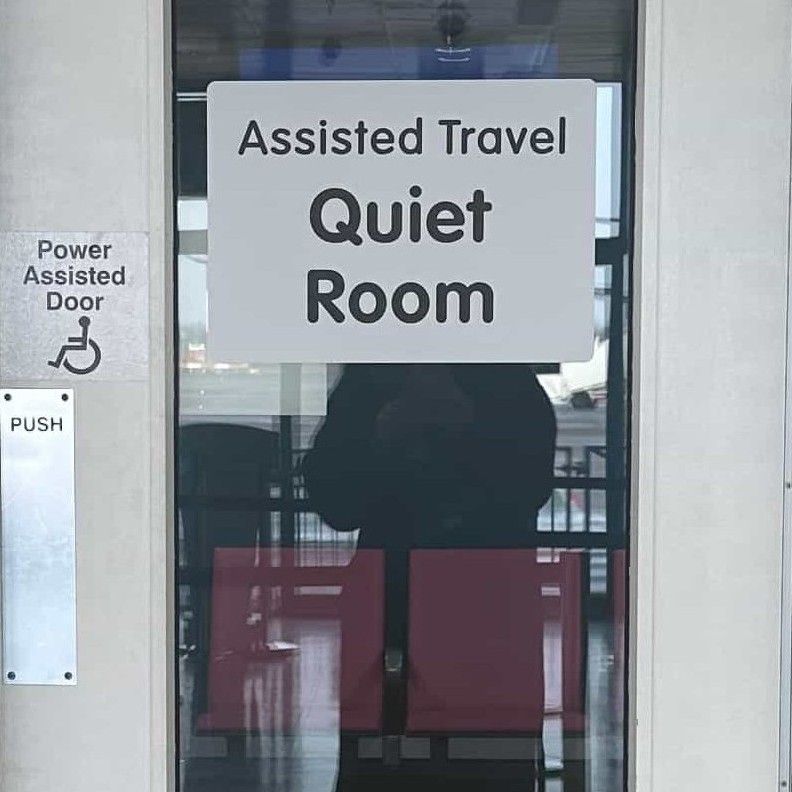 Assisted Travel
Quiet
Room
Power
Assisted
Door
PUSH